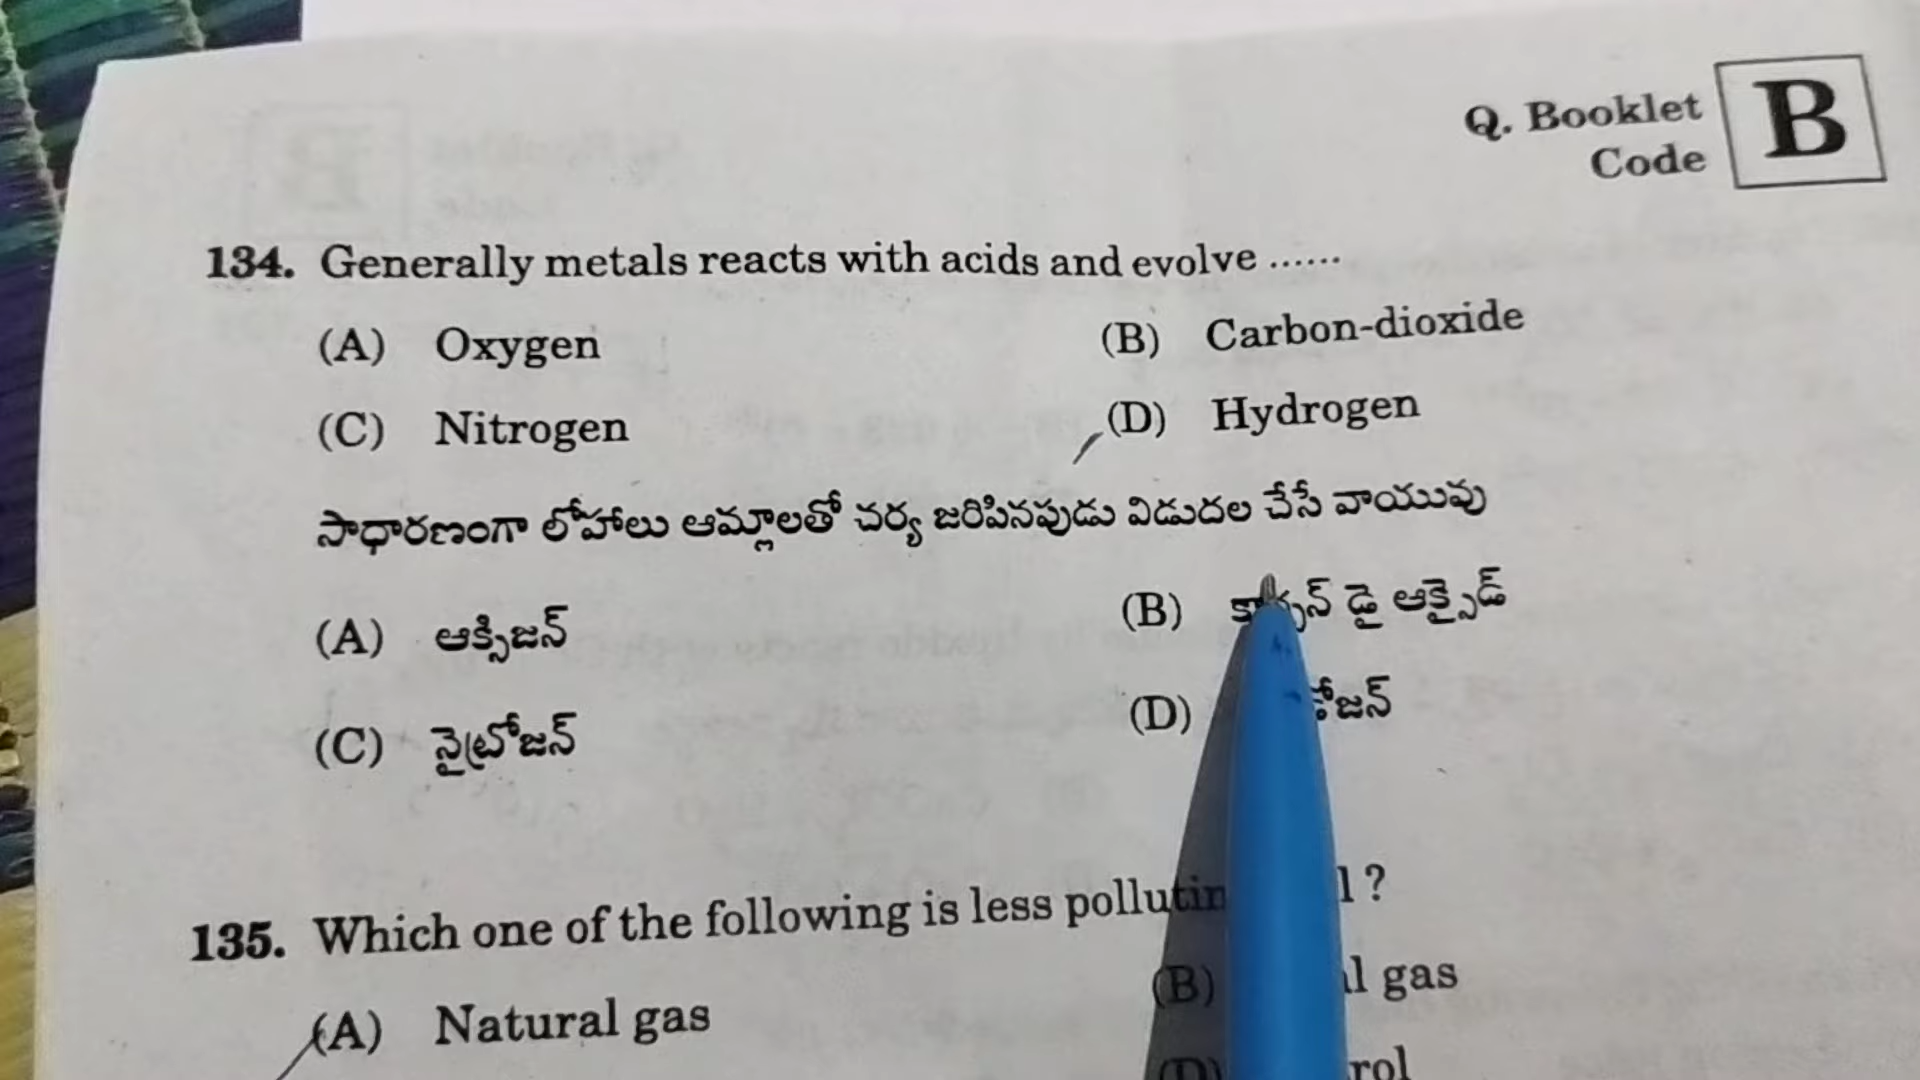 Q. Booklet
Code
B
134. Generally metals reacts with acids and evolve ......
(A) Oxygen (B) Carbon-dioxide
(C) Nitrogen (D) Hydrogen
సాధారణంగా లోహాలు ఆమ్లాలతో చర్య జరిపినపుడు విడుదల చేసే వాయువు
(A) ఆక్సిజన్ (B) డై ఆక్సైడ్
(C) నైట్రోజన్ (D)
135. Which one of the following is less ?
(A) Natural gas (B) gas
(D)